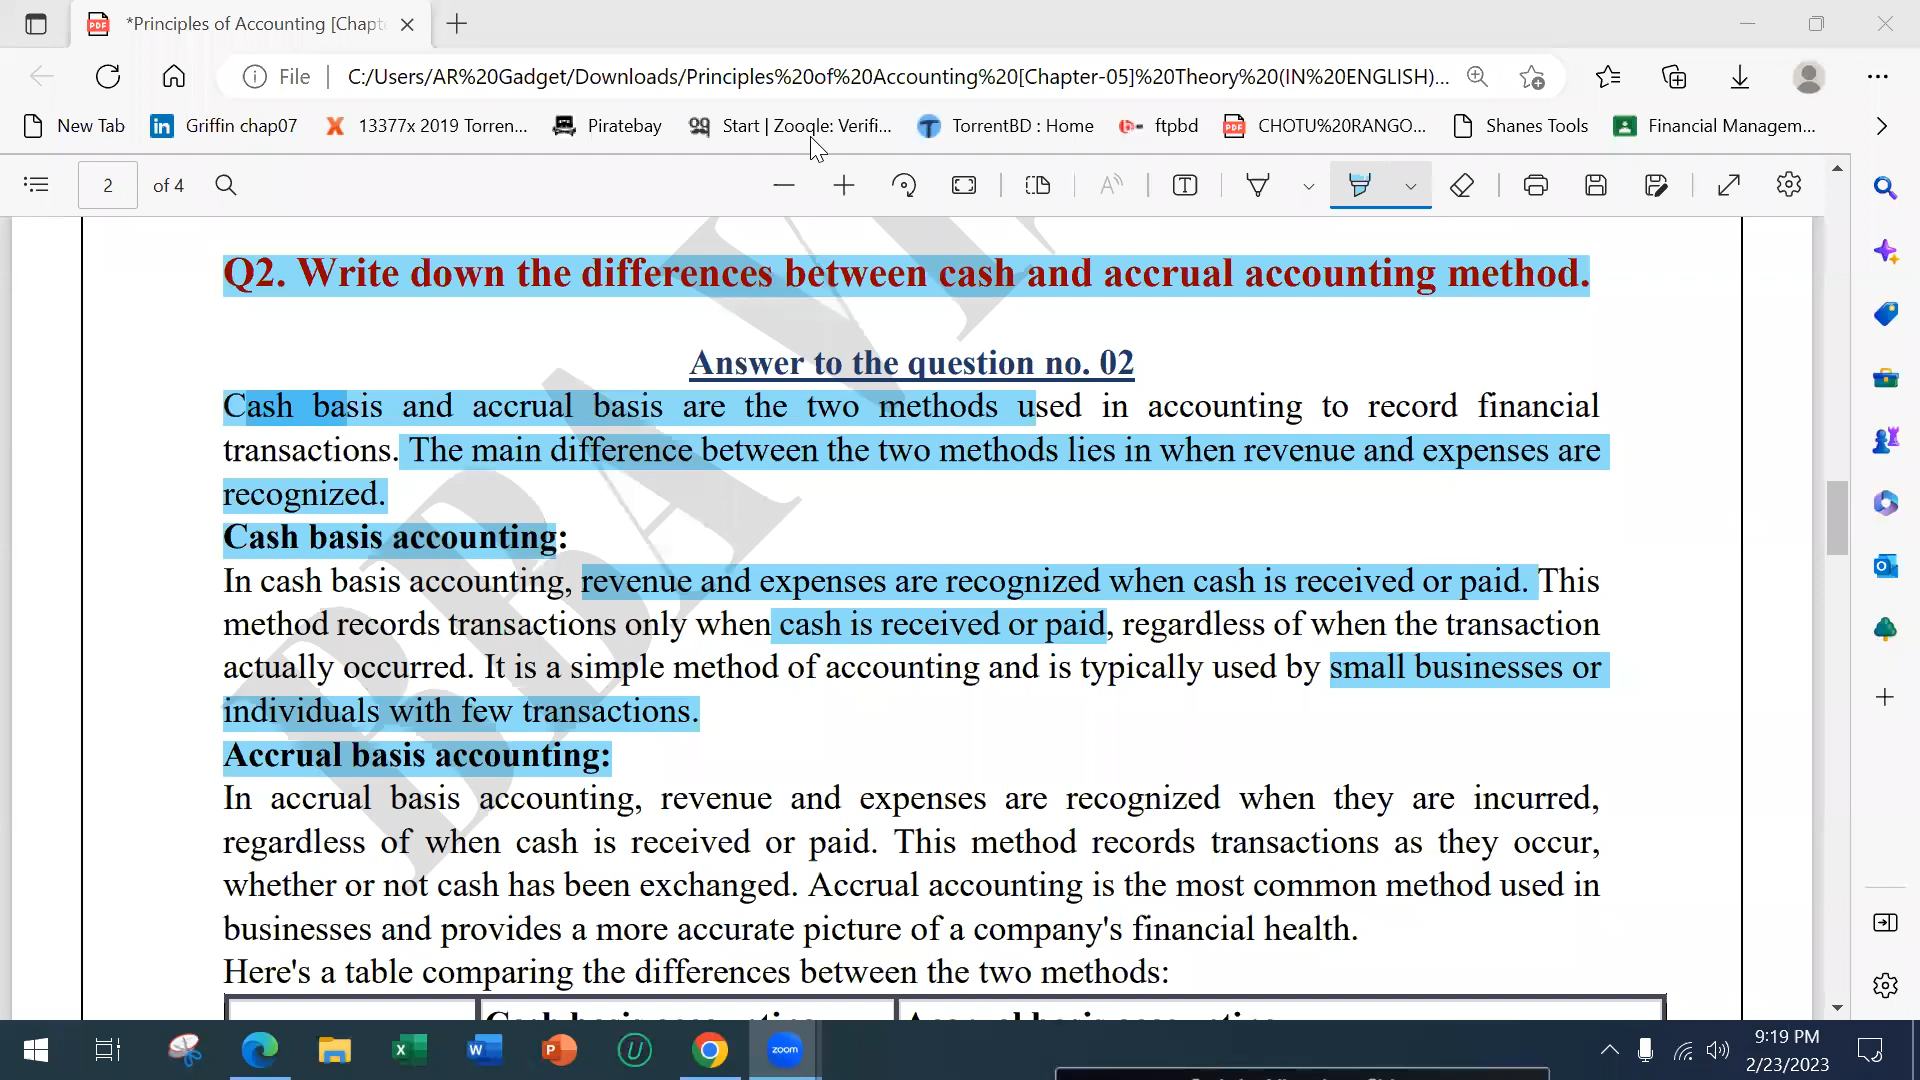 *Principles of Accounting [Chapt
File
C:/Users/AR%20Gadget/Downloads/Principles%20of%20Accounting%20[Chapter-05]%20Theory%20(IN%20ENGLISH)...
New Tab
Griffin chap07
13377x 2019 Torren...
Piratebay
Start | Zooqle: Verifi...
TorrentBD : Home
ftpbd
CHOTU%20RANGO...
Shanes Tools
Financial Managem...
2 of 4
Q2. Write down the differences between cash and accrual accounting method.
Answer to the question no. 02
Cash basis and accrual basis are the two methods used in accounting to record financial
transactions. The main difference between the two methods lies in when revenue and expenses are
recognized.
Cash basis accounting:
In cash basis accounting, revenue and expenses are recognized when cash is received or paid. This
method records transactions only when cash is received or paid, regardless of when the transaction
actually occurred. It is a simple method of accounting and is typically used by small businesses or
individuals with few transactions.
Accrual basis accounting:
In accrual basis accounting, revenue and expenses are recognized when they are incurred,
regardless of when cash is received or paid. This method records transactions as they occur,
whether or not cash has been exchanged. Accrual accounting is the most common method used in
businesses and provides a more accurate picture of a company's financial health.
Here's a table comparing the differences between the two methods:
Cash basis accounting
Accrual basis accounting
zoom
9:19 PM
2/23/2023